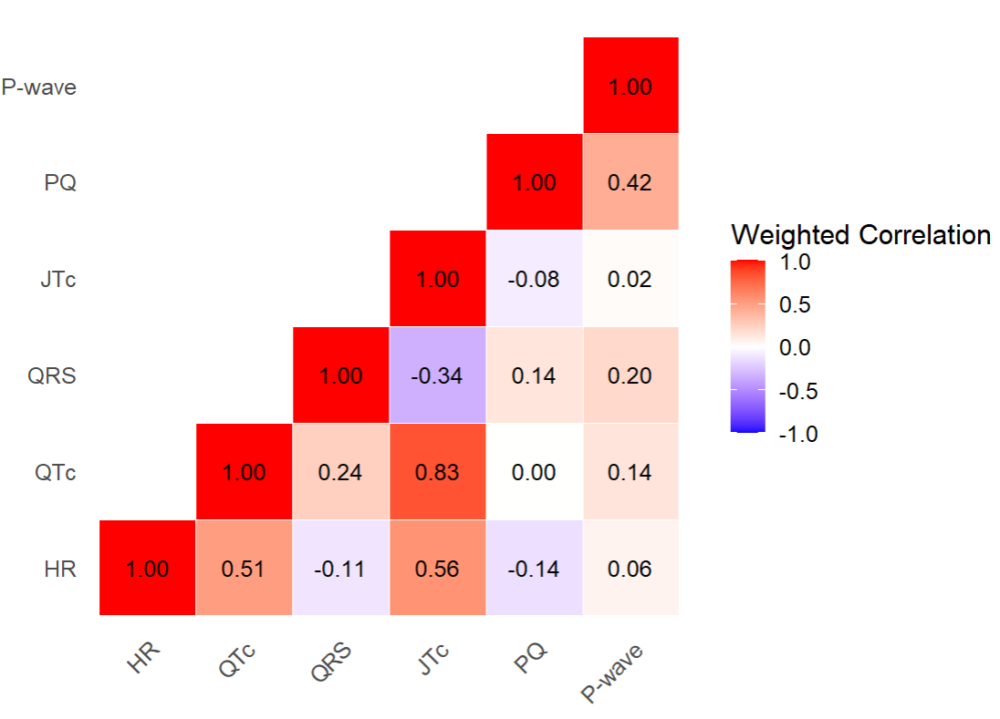 P-wave 1.00
PQ 1.00 0.42
JTc 1.00 -0.08 0.02
QRS 1.00 -0.34 0.14 0.20
QTc 1.00 0.24 0.83 0.00 0.14
HR 1.00 0.51 -0.11 0.56 -0.14 0.06
HR QTc QRS JTc PQ P-wave
Weighted Correlation
1.0
0.5
0.0
-0.5
-1.0